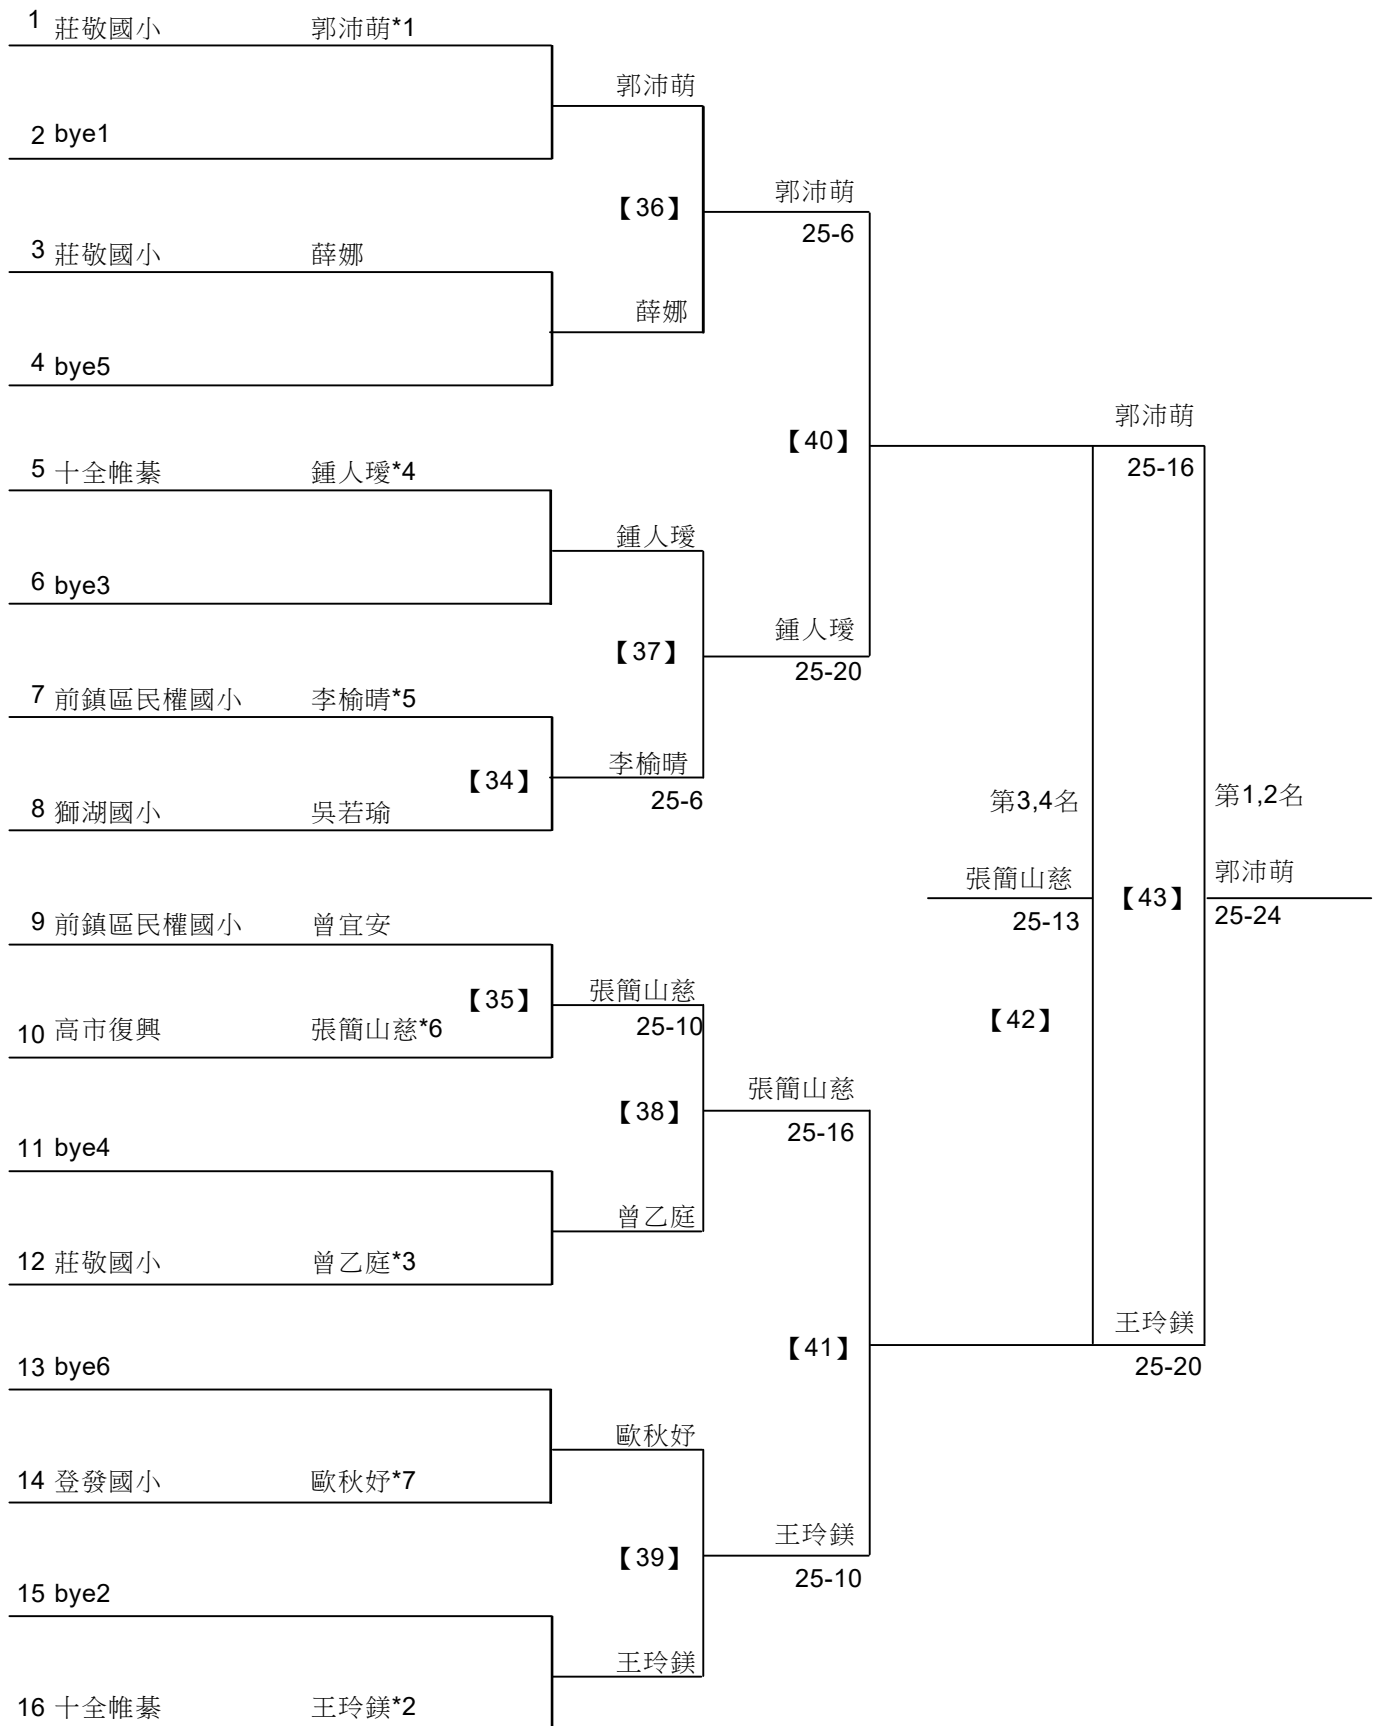 1 莊敬國小 郭沛萌*1
郭沛萌
2 bye1
郭沛萌
【36】
25-6
3 莊敬國小 薛娜
薛娜
4 bye5
郭沛萌
【40】
25-16
5 十全帷綦 鍾人璦*4
鍾人璦
6 bye3
鍾人璦
【37】
25-20
7 前鎮區民權國小 李榆晴*5
李榆晴
【34】
25-6
第3,4名
第1,2名
8 獅湖國小 吳若瑜
張簡山慈
【43】
郭沛萌
25-13
25-24
9 前鎮區民權國小 曾宜安
張簡山慈
【35】
25-10
【42】
10 高市復興 張簡山慈*6
張簡山慈
【38】
25-16
11 bye4
曾乙庭
12 莊敬國小 曾乙庭*3
王玲鎂
【41】
25-20
13 bye6
歐秋妤
14 登發國小 歐秋妤*7
王玲鎂
【39】
25-10
15 bye2
王玲鎂
16 十全帷綦 王玲鎂*2